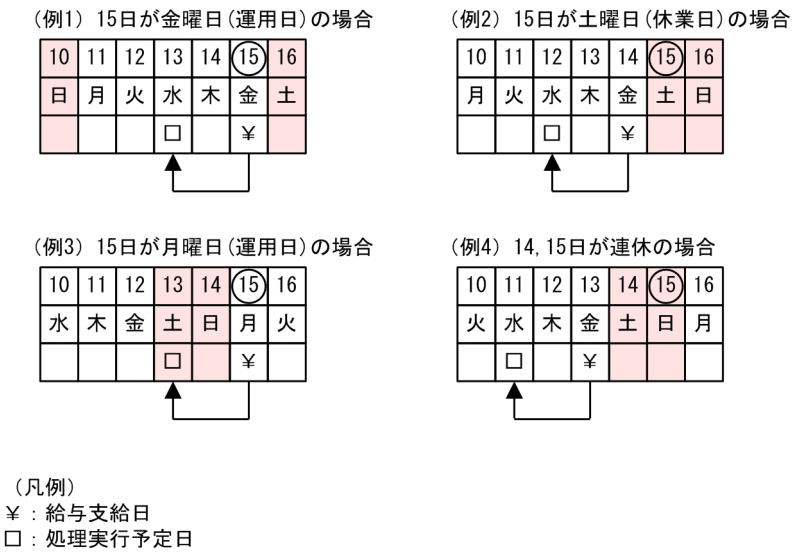 (例1) 15日が金曜日(運用日)の場合
10 11 12 13 14 15 16
日 月 火 水 木 金 土
□ ¥
(例2) 15日が土曜日(休業日)の場合
10 11 12 13 14 15 16
月 火 水 木 金 土 日
□ ¥
(例3) 15日が月曜日(運用日)の場合
10 11 12 13 14 15 16
水 木 金 土 日 月 火
□ ¥
(例4) 14,15日が連休の場合
10 11 12 13 14 15 16
火 水 木 金 土 日 月
□ ¥
(凡例)
¥：給与支給日
□：処理実行予定日